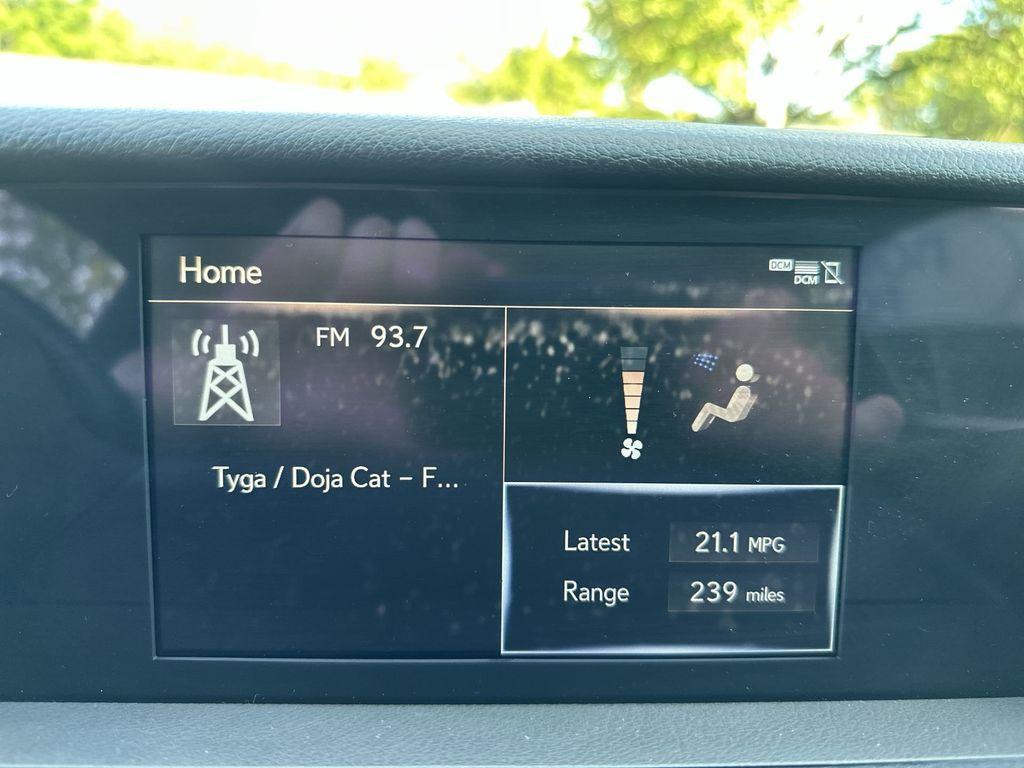 Home
DCM
DCM
FM 93.7
Tyga / Doja Cat – F...
Latest 21.1 MPG
Range 239 miles